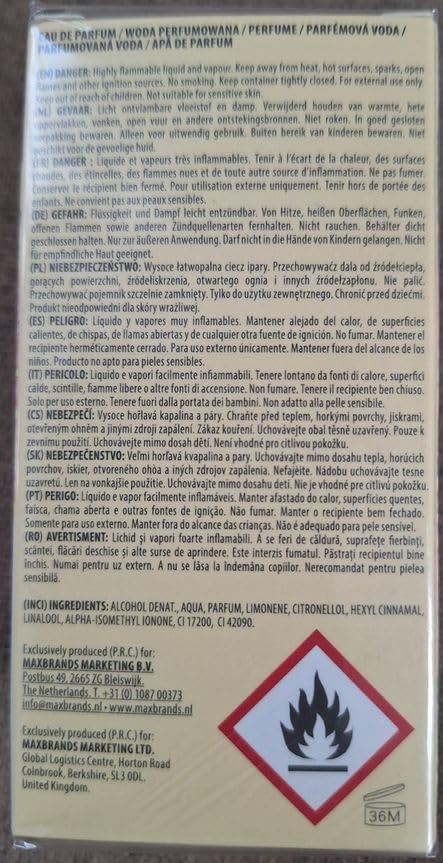 EAU DE PARFUM / WODA PERFUMOWANA / PERFUME / PARFÉMOVÁ VODA /
PARFUMOVANÁ VODA / APĂ DE PARFUM
(EN) DANGER: Highly flammable liquid and vapour. Keep away from heat, hot surfaces, sparks, open
flames and other ignition sources. No smoking. Keep container tightly closed. For external use only.
Keep out of reach of children. Not suitable for sensitive skin.
(NL) GEVAAR: Licht ontvlambare vloeistof en damp. Verwijderd houden van warmte, hete
oppervlakken, vonken, open vuur en andere ontstekingsbronnen. Niet roken. In goed gesloten
verpakking bewaren. Alleen voor uitwendig gebruik. Buiten bereik van kinderen bewaren. Niet
geschikt voor de gevoelige huid.
(FR) DANGER : Liquide et vapeurs très inflammables. Tenir à l'écart de la chaleur, des surfaces
chaudes, des étincelles, des flammes nues et de toute autre source d'inflammation. Ne pas fumer.
Conserver le récipient bien fermé. Pour utilisation externe uniquement. Tenir hors de portée des
enfants. Ne convient pas aux peaux sensibles.
(DE) GEFAHR: Flüssigkeit und Dampf leicht entzündbar. Von Hitze, heißen Oberflächen, Funken,
offenen Flammen sowie anderen Zündquellenarten fernhalten. Nicht rauchen. Behälter dicht
geschlossen halten. Nur zur äußeren Anwendung. Darf nicht in die Hände von Kindern gelangen. Nicht
für empfindliche Haut geeignet.
(PL) NIEBEZPIECZEŃSTWO: Wysoce łatwopalna ciecz ipary. Przechowywaćz dala od źródełciepła,
gorących powierzchni, źródełiskrzenia, otwartego ognia i innych źródełzapłonu. Nie palić.
Przechowywać pojemnik szczelnie zamknięty. Tylko do użytku zewnętrznego. Chronić przed dziećmi.
Produkt nieodpowiedni dla skóry wrażliwej.
(ES) PELIGRO: Líquido y vapores muy inflamables. Mantener alejado del calor, de superficies
calientes, de chispas, de llamas abiertas y de cualquier otra fuente de ignición. No fumar. Mantener el
recipiente herméticamente cerrado. Para uso externo únicamente. Mantener fuera del alcance de los
niños. Producto no apto para pieles sensibles.
(IT) PERICOLO: Liquido e vapori facilmente infiammabili. Tenere lontano da fonti di calore, superfici
calde, scintille, fiamme libere o altre fonti di accensione. Non fumare. Tenere il recipiente ben chiuso.
Solo per uso esterno. Tenere fuori dalla portata dei bambini. Non adatto alla pelle sensibile.
(CS) NEBEZPEČÍ: Vysoce hořlavá kapalina a páry. Chraňte před teplem, horkými povrchy, jiskrami,
otevřeným ohněm a jinými zdroji zapálení. Zákaz kouření. Uchovávejte obal těsně uzavřený. Pouze k
zevnímu použití. Uchovávejte mimo dosah dětí. Není vhodné pro citlivou pokožku.
(SK) NEBEZPEČENSTVO: Veľmi horľavá kvapalina a pary. Uchovávajte mimo dosahu tepla, horúcich
povrchov, iskier, otvoreného ohòa a iných zdrojov zapálenia. Nefajèite. Nádobu uchovávajte tesne
uzavretú. Len na vonkajšie použitie. Uchovávajte mimo dosahu detí. Nie je vhodné pre citlivú pokožku.
(PT) PERIGO: Líquido e vapor facilmente inflamáveis. Manter afastado do calor, superfícies quentes,
faísca, chama aberta e outras fontes de ignição. Não fumar. Manter o recipiente bem fechado.
Somente para uso externo. Manter fora do alcance das crianças. Não é adequado para pele sensível.
(RO) AVERTISMENT: Lichid și vapori foarte inflamabili. A se feri de căldură, suprafețe fierbinți,
scântei, flăcări deschise și alte surse de aprindere. Este interzis fumatul. Păstrați recipientul bine
închis. Numai pentru uz extern. A nu se lăsa la îndemâna copiilor. Nerecomandat pentru pielea
sensibilă.
(INCI) INGREDIENTS: ALCOHOL DENAT., AQUA, PARFUM, LIMONENE, CITRONELLOL, HEXYL CINNAMAL,
LINALOOL, ALPHA-ISOMETHYL IONONE, CI 17200, CI 42090.
Exclusively produced (P.R.C.) for:
MAXBRANDS MARKETING B.V.
Postbus 49, 2665 ZG Bleiswijk.
The Netherlands. T. +31 (0) 1087 00373
info@maxbrands.nl • www.maxbrands.nl
Exclusively produced (P.R.C.) for:
MAXBRANDS MARKETING LTD.
Global Logistics Centre, Horton Road
Coinbrook, Berkshire, SL3 0DL.
United Kingdom.
36M